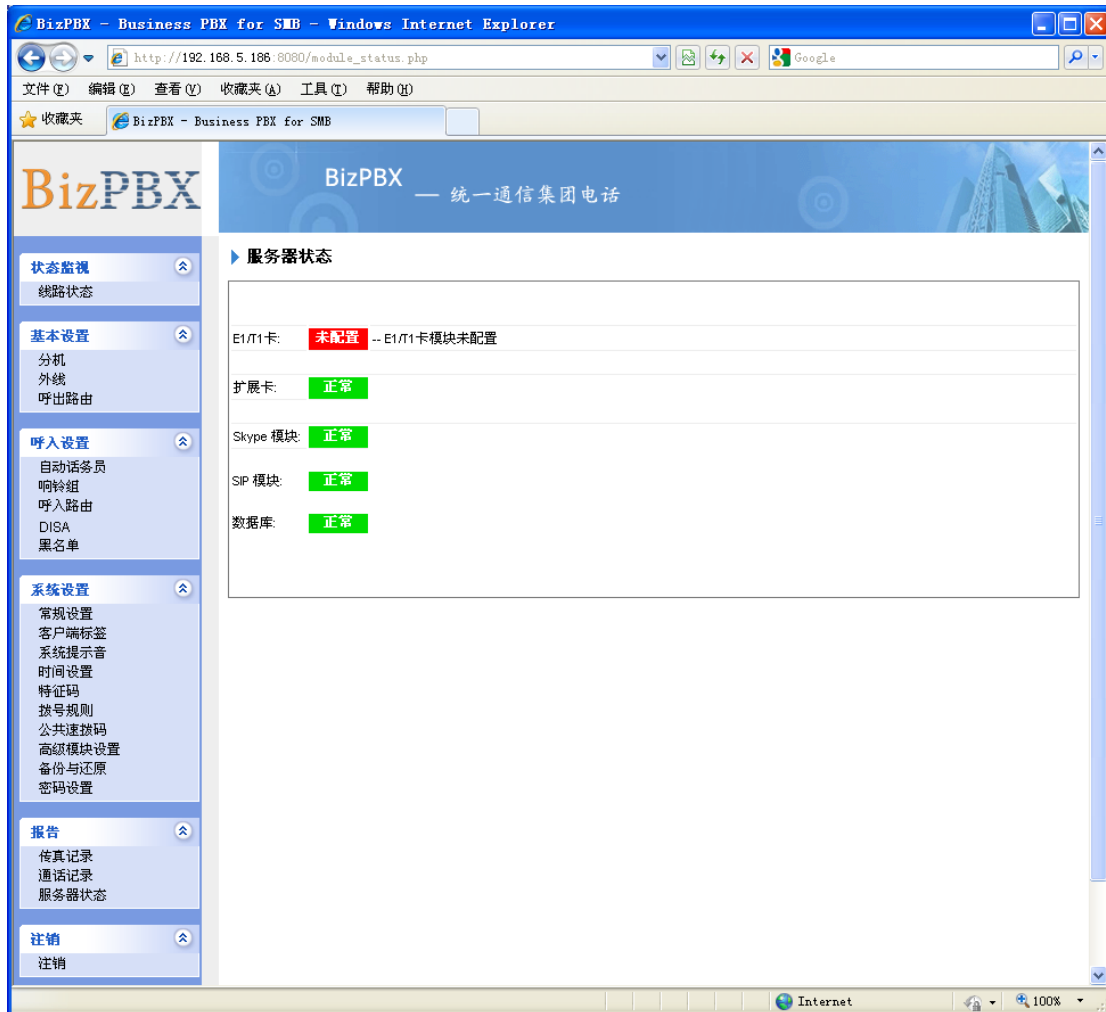 BizPBX - Business PBX for SMB - Windows Internet Explorer
http://192.168.5.186:8080/module_status.php
Google
文件(F) 编辑(E) 查看(V) 收藏夹(A) 工具(T) 帮助(H)
收藏夹
BizPBX - Business PBX for SMB
BizPBX
BizPBX — 统一通信集团电话
状态监视
线路状态
基本设置
分机
外线
呼出路由
呼入设置
自动话务员
响铃组
呼入路由
DISA
黑名单
系统设置
常规设置
客户端标签
系统提示音
时间设置
特征码
拨号规则
公共速拨码
高级模块设置
备份与还原
密码设置
报告
传真记录
通话记录
服务器状态
注销
注销
服务器状态
E1/T1卡: 未配置 -- E1/T1卡模块未配置
扩展卡: 正常
Skype 模块: 正常
SIP 模块: 正常
数据库: 正常
Internet
100%